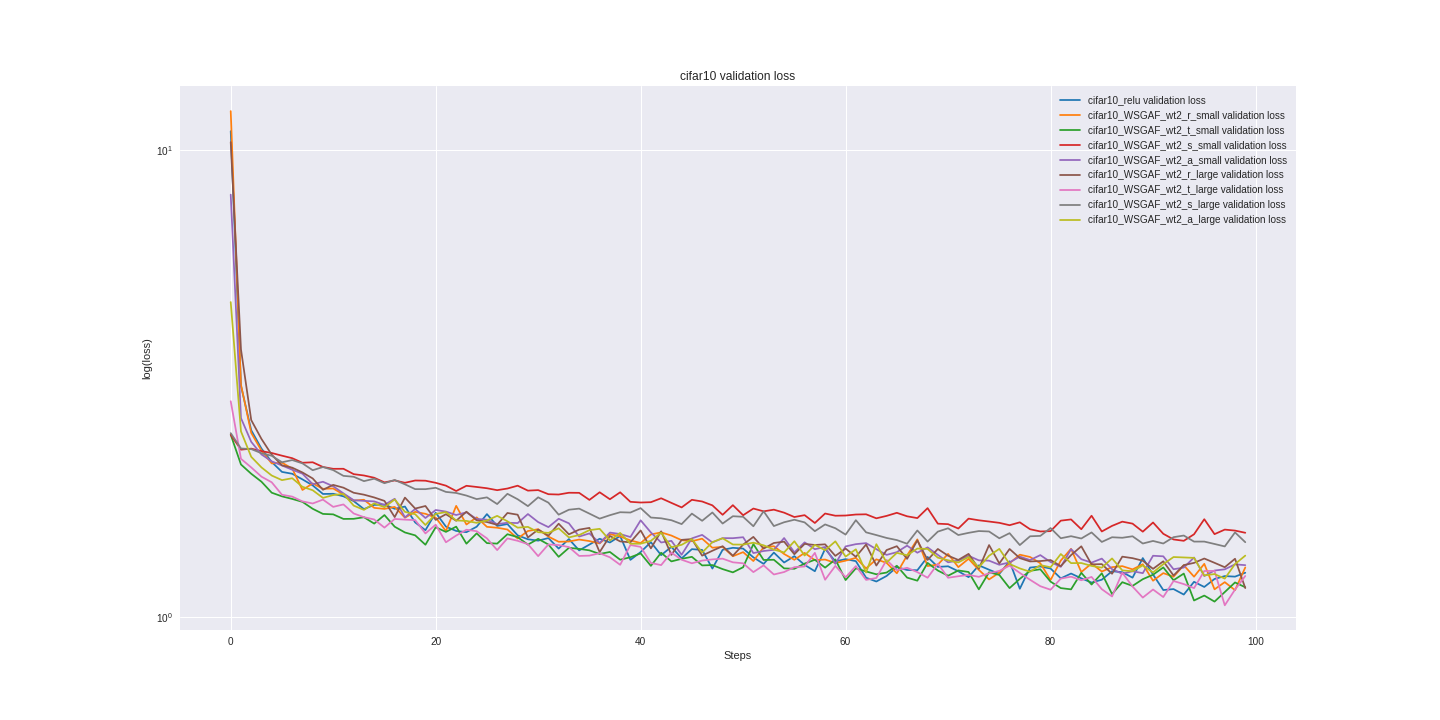 cifar10 validation loss
cifar10_relu validation loss
cifar10_WSGAF_wt2_r_small validation loss
cifar10_WSGAF_wt2_t_small validation loss
cifar10_WSGAF_wt2_s_small validation loss
cifar10_WSGAF_wt2_a_small validation loss
cifar10_WSGAF_wt2_r_large validation loss
cifar10_WSGAF_wt2_t_large validation loss
cifar10_WSGAF_wt2_s_large validation loss
cifar10_WSGAF_wt2_a_large validation loss
10¹
log(loss)
10⁰
0 20 40 60 80 100
Steps